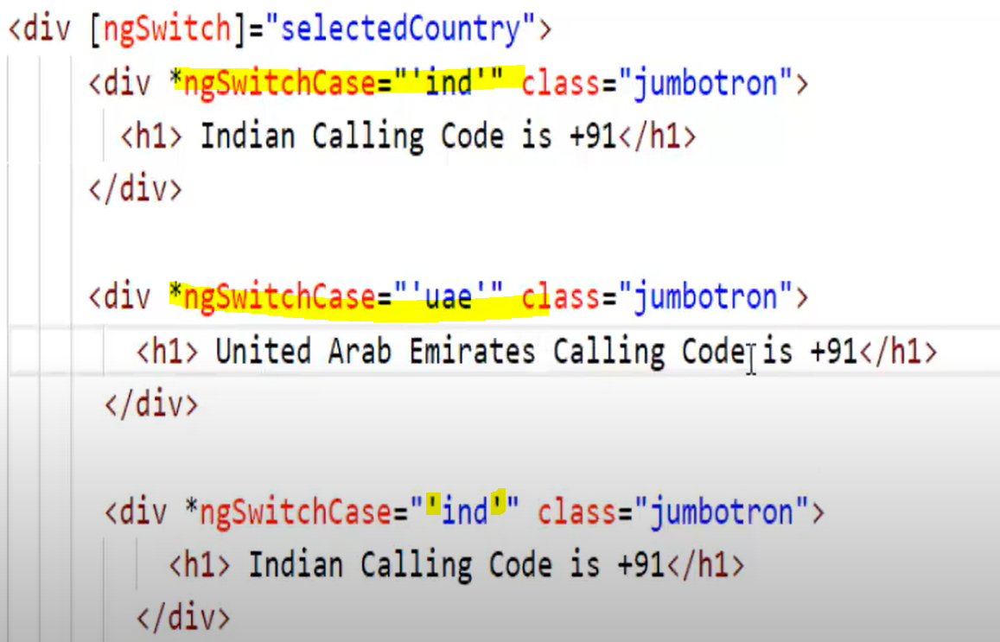 <div [ngSwitch]="selectedCountry">
<div *ngSwitchCase="'ind'" class="jumbotron">
<h1> Indian Calling Code is +91</h1>
</div>
<div *ngSwitchCase="'uae'" class="jumbotron">
<h1> United Arab Emirates Calling Code is +91</h1>
</div>
<div *ngSwitchCase="'ind'" class="jumbotron">
<h1> Indian Calling Code is +91</h1>
</div>